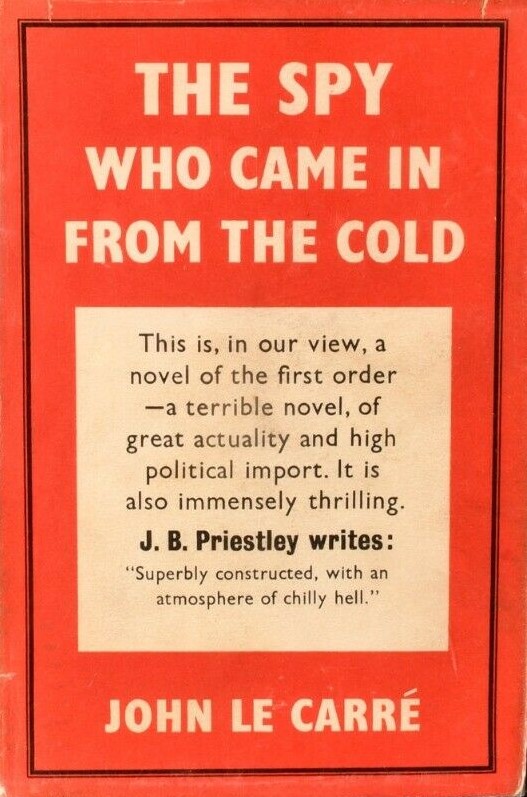 THE SPY
WHO CAME IN
FROM THE COLD
This is, in our view, a
novel of the first order
—a terrible novel, of
great actuality and high
political import. It is
also immensely thrilling.
J. B. Priestley writes:
“Superbly constructed, with an
atmosphere of chilly hell.”
JOHN LE CARRÉ